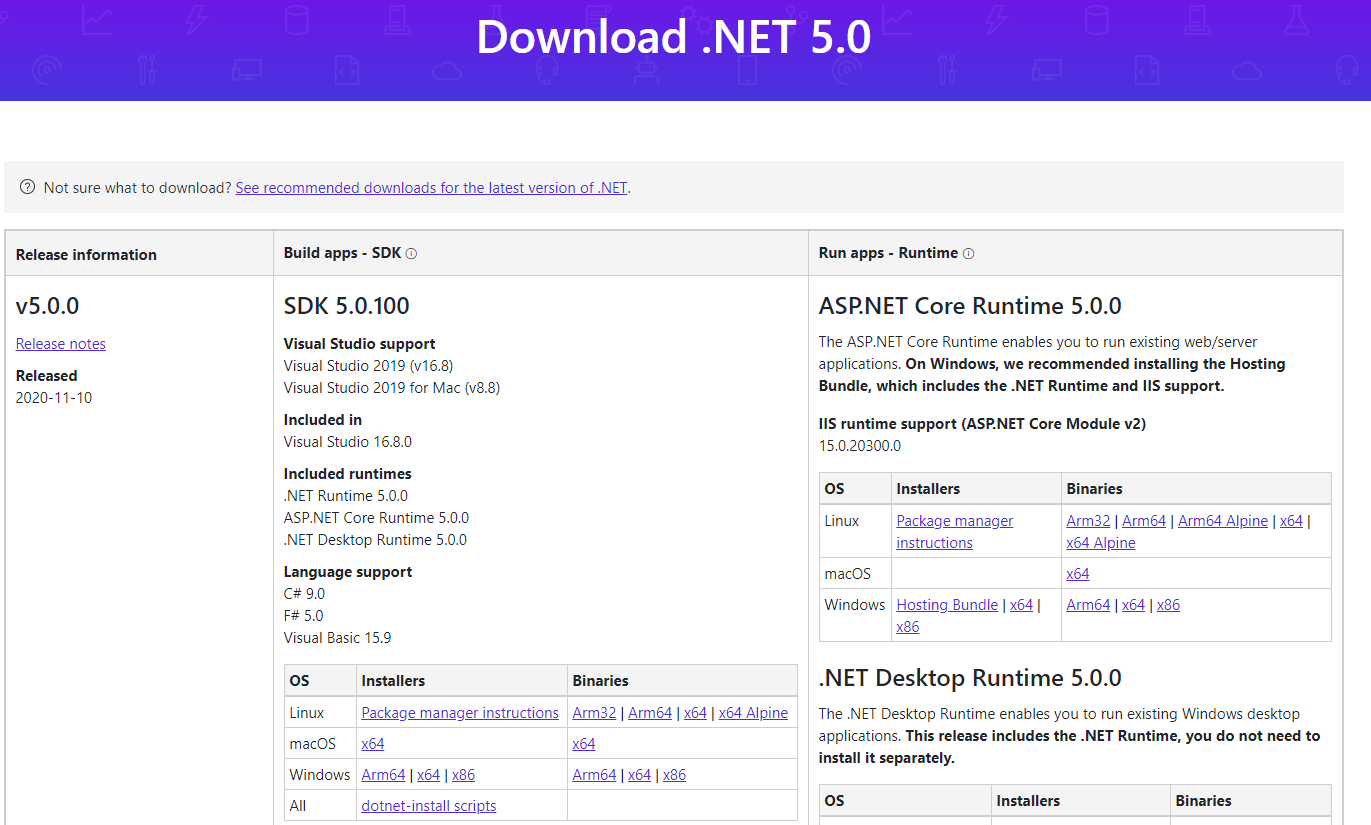 Download .NET 5.0
Not sure what to download? See recommended downloads for the latest version of .NET.
Release information
v5.0.0
Release notes
Released
2020-11-10
Build apps - SDK
SDK 5.0.100
Visual Studio support
Visual Studio 2019 (v16.8)
Visual Studio 2019 for Mac (v8.8)
Included in
Visual Studio 16.8.0
Included runtimes
.NET Runtime 5.0.0
ASP.NET Core Runtime 5.0.0
.NET Desktop Runtime 5.0.0
Language support
C# 9.0
F# 5.0
Visual Basic 15.9
OS Installers Binaries
Linux Package manager instructions Arm32 | Arm64 | x64 | x64 Alpine
macOS x64 x64
Windows Arm64 | x64 | x86 Arm64 | x64 | x86
All dotnet-install scripts
Run apps - Runtime
ASP.NET Core Runtime 5.0.0
The ASP.NET Core Runtime enables you to run existing web/server
applications. On Windows, we recommended installing the Hosting
Bundle, which includes the .NET Runtime and IIS support.
IIS runtime support (ASP.NET Core Module v2)
15.0.20300.0
OS Installers Binaries
Linux Package manager Arm32 | Arm64 | Arm64 Alpine | x64 |
instructions x64 Alpine
macOS x64
Windows Hosting Bundle | x64 | Arm64 | x64 | x86
x86
.NET Desktop Runtime 5.0.0
The .NET Desktop Runtime enables you to run existing Windows desktop
applications. This release includes the .NET Runtime, you do not need to
install it separately.
OS Installers Binaries